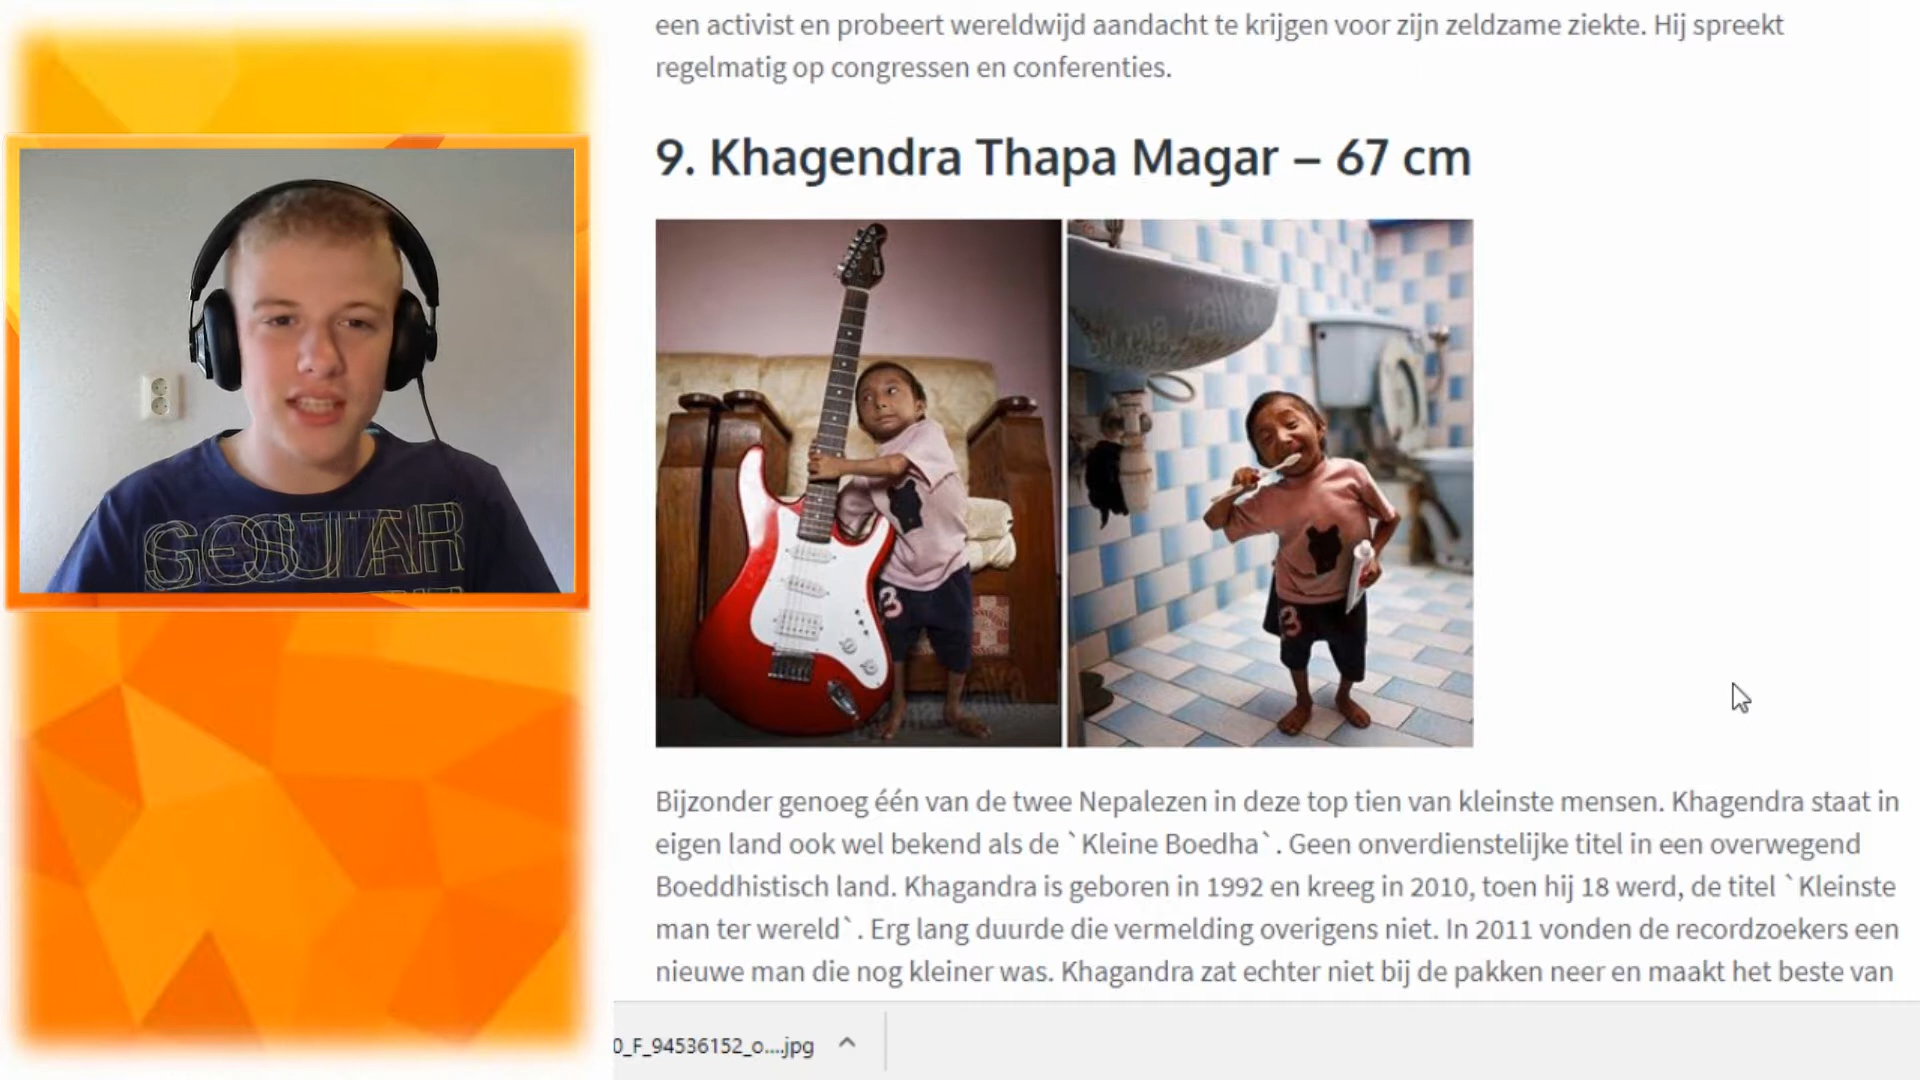 een activist en probeert wereldwijd aandacht te krijgen voor zijn zeldzame ziekte. Hij spreekt
regelmatig op congressen en conferenties.
9. Khagendra Thapa Magar – 67 cm
3
3
Bijzonder genoeg één van de twee Nepalezen in deze top tien van kleinste mensen. Khagendra staat in
eigen land ook wel bekend als de `Kleine Boedha`. Geen onverdienstelijke titel in een overwegend
Boeddhistisch land. Khagandra is geboren in 1992 en kreeg in 2010, toen hij 18 werd, de titel `Kleinste
man ter wereld`. Erg lang duurde die vermelding overigens niet. In 2011 vonden de recordzoekers een
nieuwe man die nog kleiner was. Khagandra zat echter niet bij de pakken neer en maakt het beste van
0_F_94536152_o....jpg